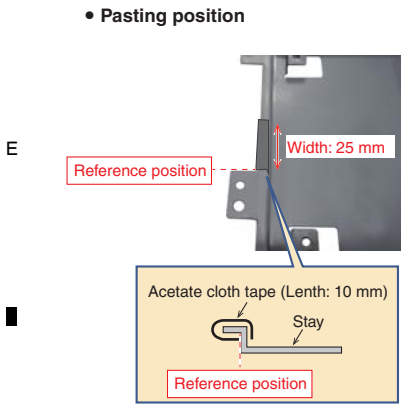 • Pasting position
E
Width: 25 mm
Reference position
Acetate cloth tape (Lenth: 10 mm)
Stay
Reference position